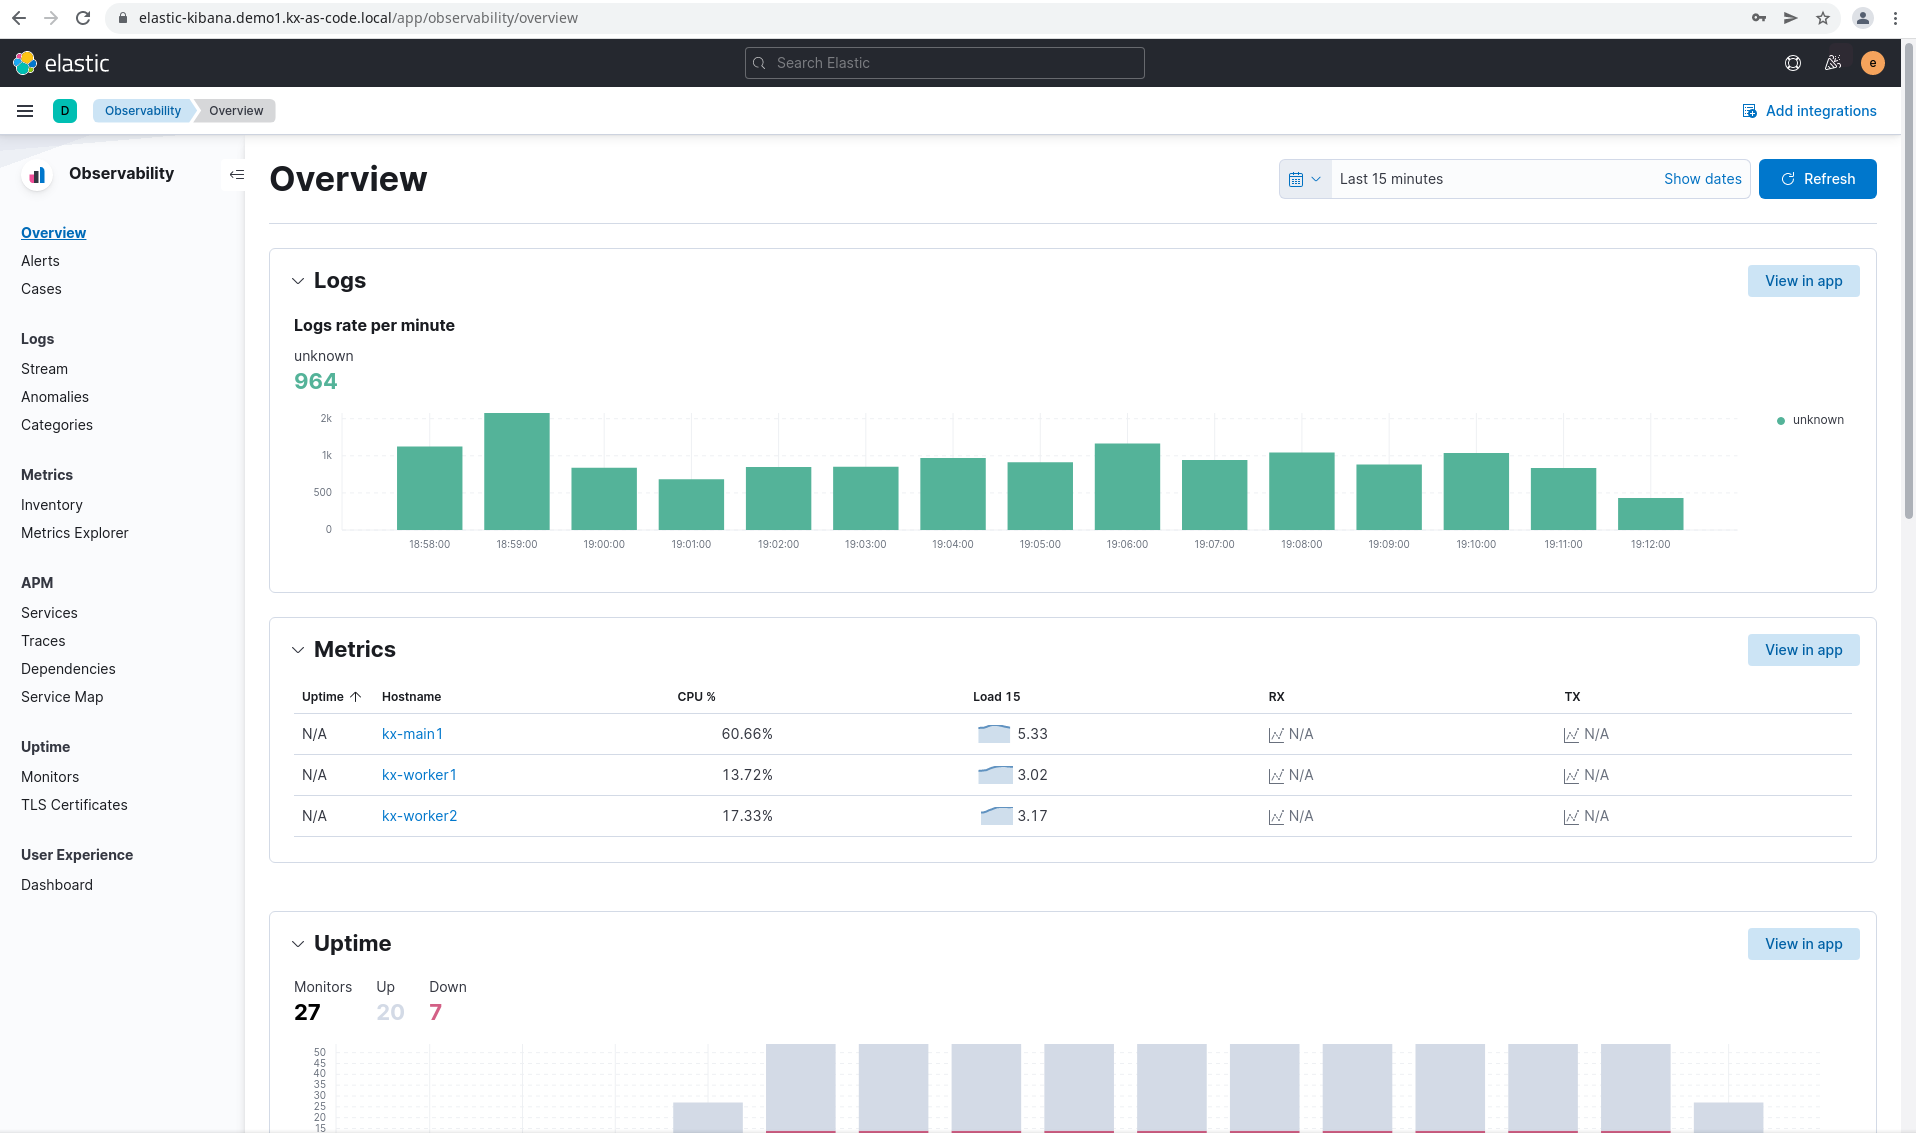 elastic-kibana.demo1.kx-as-code.local/app/observability/overview
elastic
Search Elastic
e
D
Observability
Overview
Add integrations
Observability
Overview
Alerts
Cases
Logs
Stream
Anomalies
Categories
Metrics
Inventory
Metrics Explorer
APM
Services
Traces
Dependencies
Service Map
Uptime
Monitors
TLS Certificates
User Experience
Dashboard
Overview
Last 15 minutes
Show dates
Refresh
Logs
View in app
Logs rate per minute
unknown
964
2k
1k
500
0
18:58:00 18:59:00 19:00:00 19:01:00 19:02:00 19:03:00 19:04:00 19:05:00 19:06:00 19:07:00 19:08:00 19:09:00 19:10:00 19:11:00 19:12:00
unknown
Metrics
View in app
Uptime Hostname CPU % Load 15 RX TX
N/A kx-main1 60.66% 5.33 N/A N/A
N/A kx-worker1 13.72% 3.02 N/A N/A
N/A kx-worker2 17.33% 3.17 N/A N/A
Uptime
View in app
Monitors Up Down
27 20 7
50
45
40
35
30
25
20
15